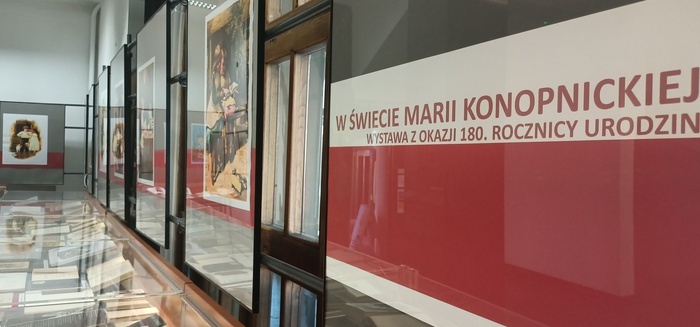 W ŚWIECIE MARII KONOPNICKIEJ
WYSTAWA Z OKAZJI 180. ROCZNICY URODZIN